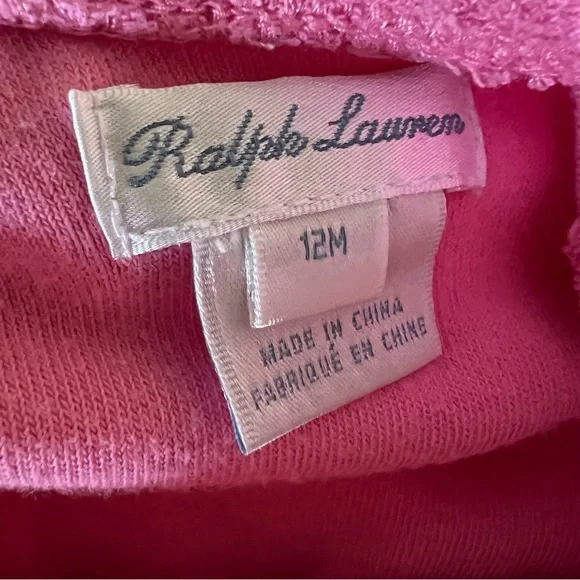 Ralph Lauren
12M
MADE IN CHINA
FABRIQUÉ EN CHINE